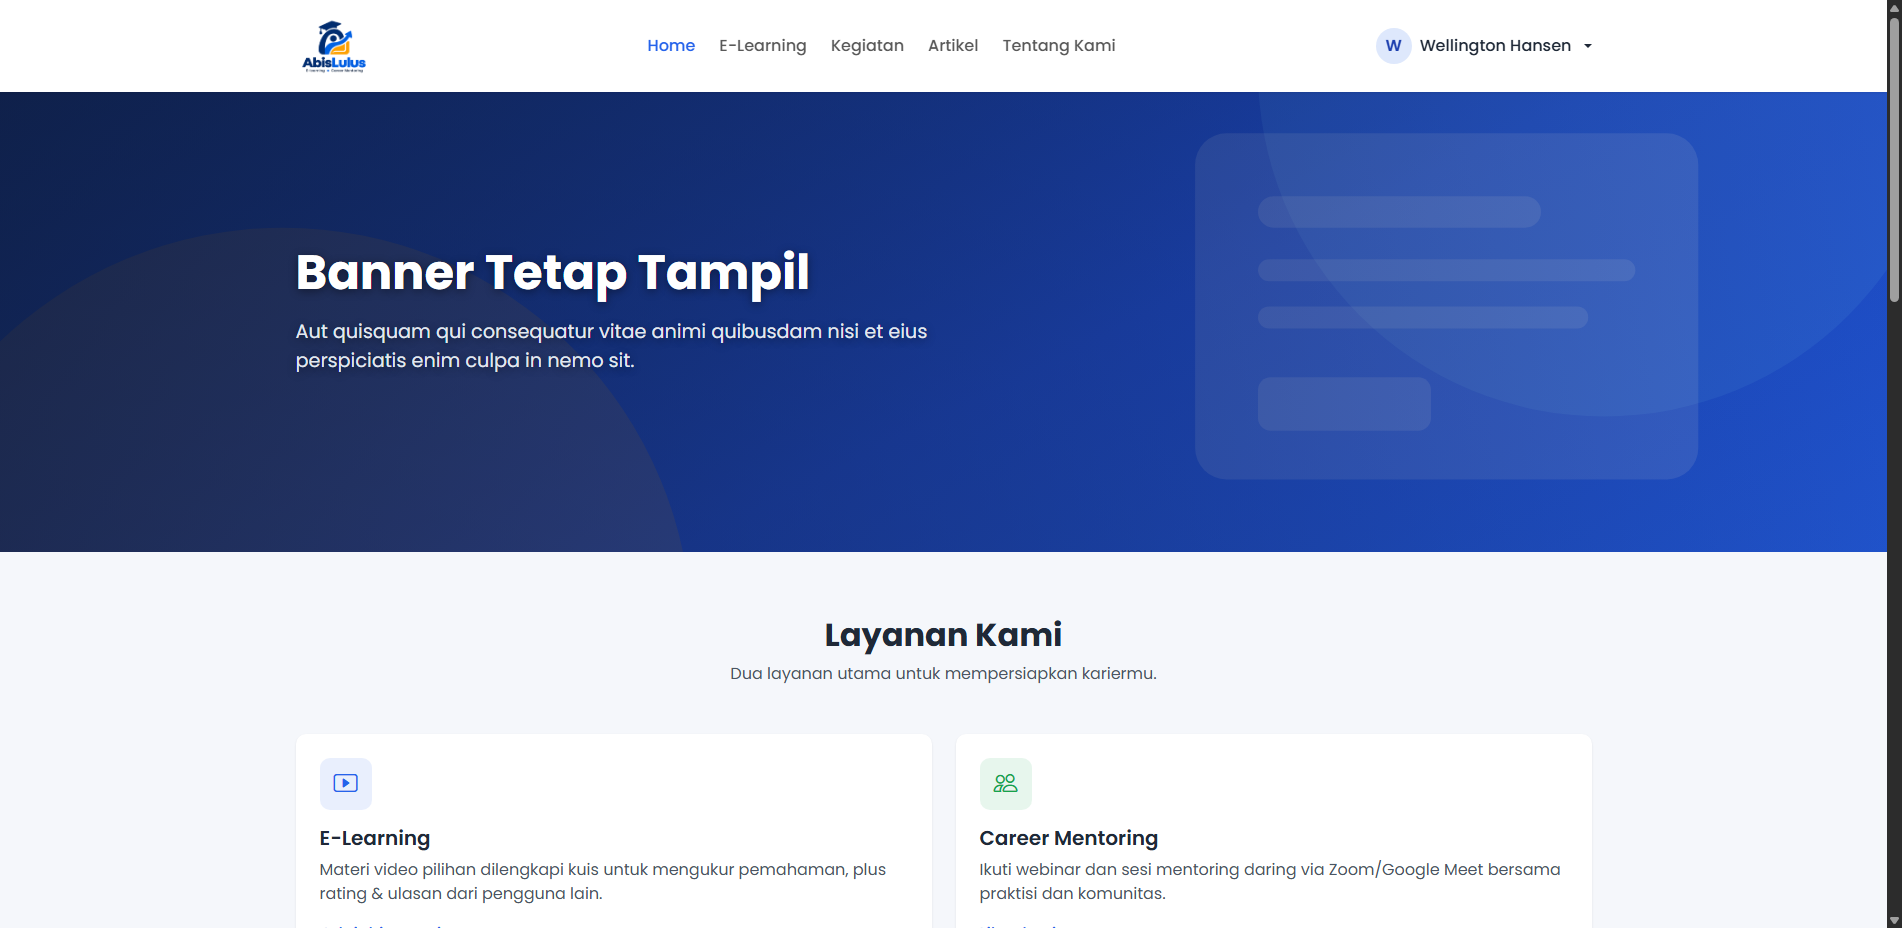 AbisLulus
Home
E-Learning
Kegiatan
Artikel
Tentang Kami
W
Wellington Hansen
Banner Tetap Tampil
Aut quisquam qui consequatur vitae animi quibusdam nisi et eius
perspiciatis enim culpa in nemo sit.
Layanan Kami
Dua layanan utama untuk mempersiapkan kariermu.
E-Learning
Materi video pilihan dilengkapi kuis untuk mengukur pemahaman, plus
rating & ulasan dari pengguna lain.
Career Mentoring
Ikuti webinar dan sesi mentoring daring via Zoom/Google Meet bersama
praktisi dan komunitas.